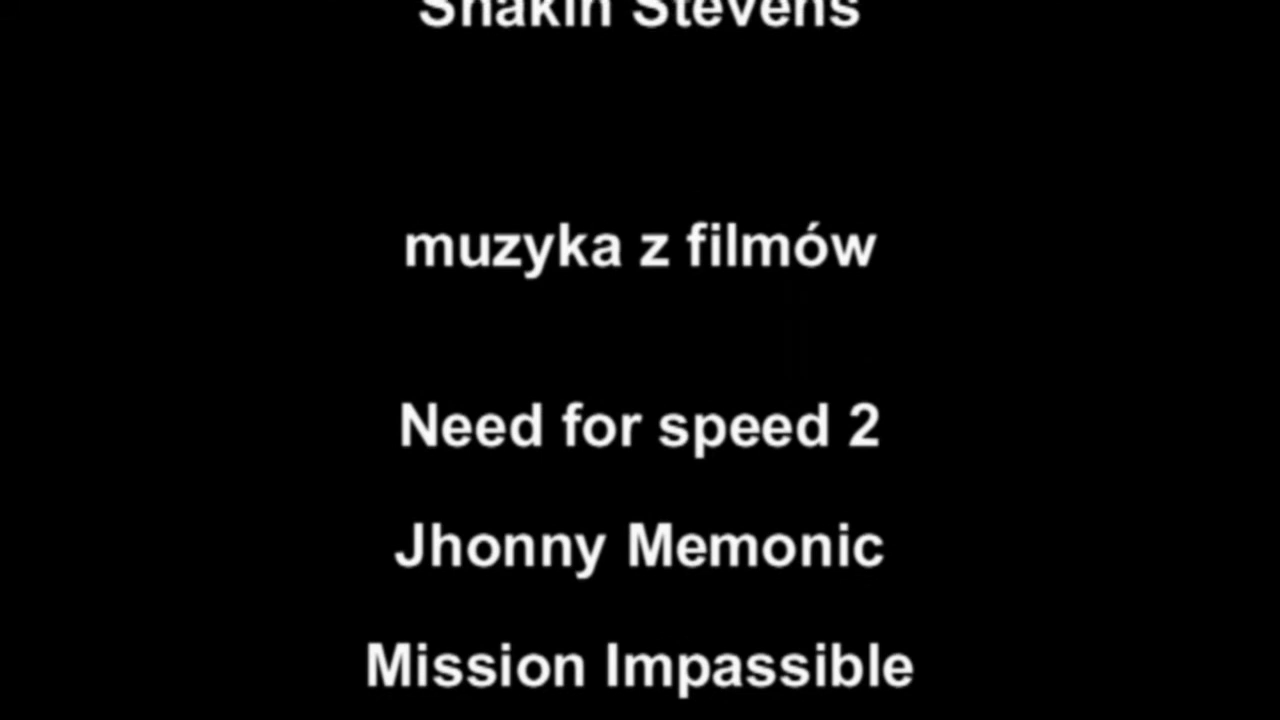 Shakin Stevens
muzyka z filmów
Need for speed 2
Jhonny Memonic
Mission Impassible